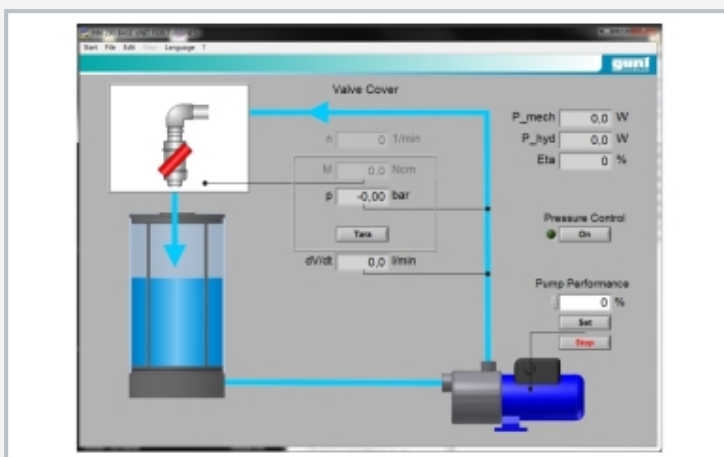 Start File Edit View Language ?
gunt
Valve Cover
n 0 1/min
M 0,0 Ncm
p -0,00 bar
Tara
dV/dt 0,0 l/min
P_mech 0,0 W
P_hyd 0,0 W
Eta 0 %
Pressure Control
On
Pump Performance
0 %
Set
Stop